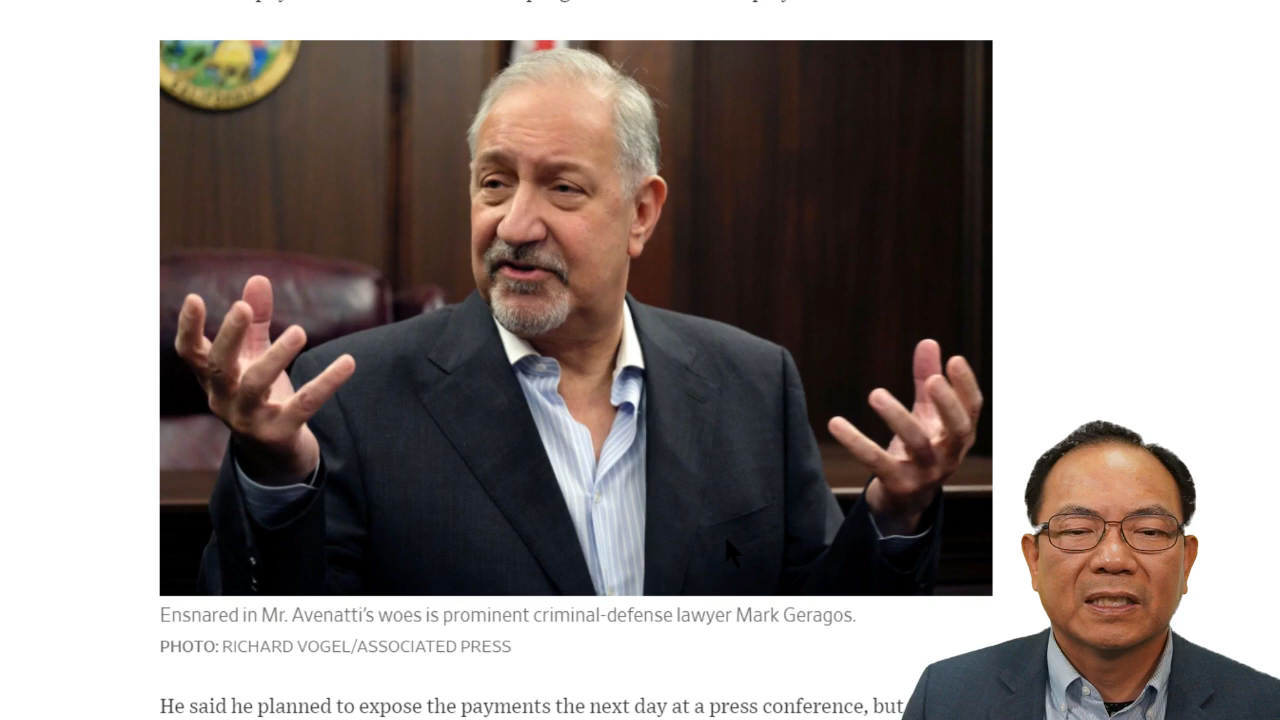 Ensnared in Mr. Avenatti’s woes is prominent criminal-defense lawyer Mark Geragos.
PHOTO: RICHARD VOGEL/ASSOCIATED PRESS
He said he planned to expose the payments the next day at a press conference, but